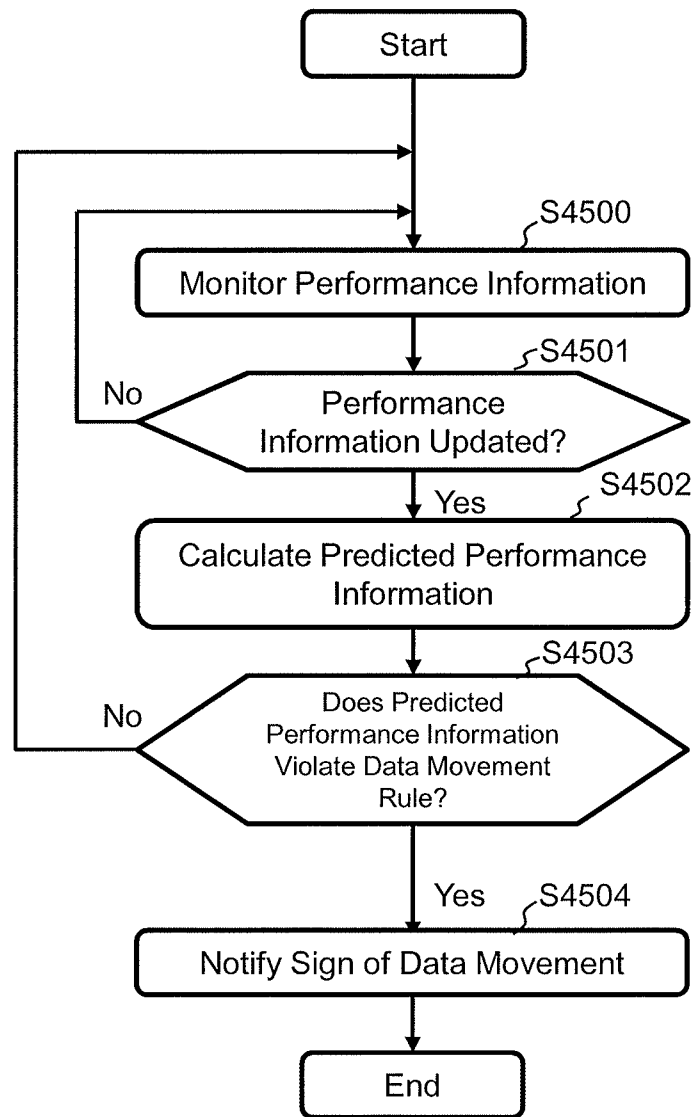 Start
S4500
Monitor Performance Information
S4501
No
Performance
Information Updated?
Yes
S4502
Calculate Predicted Performance
Information
S4503
No
Does Predicted
Performance Information
Violate Data Movement
Rule?
Yes
S4504
Notify Sign of Data Movement
End